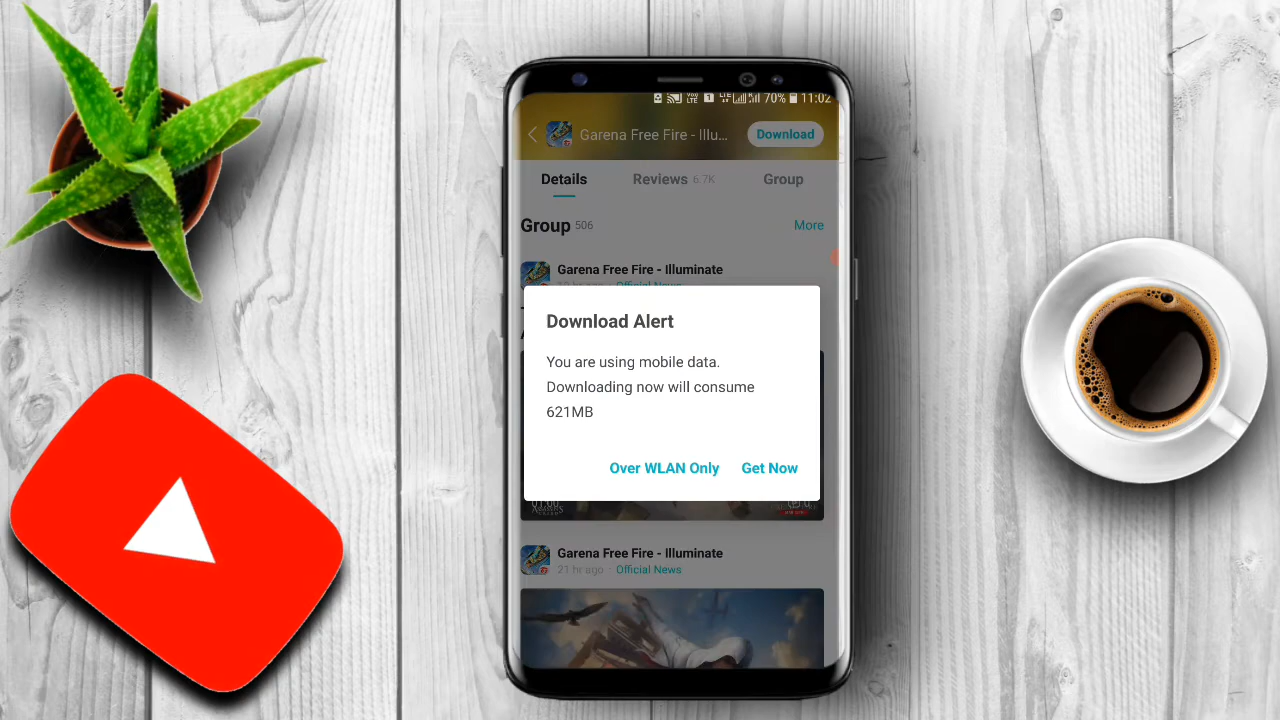 70% 11:02
Garena Free Fire - Illu... Download
Details Reviews 6.7K Group
Group 506 More
Garena Free Fire - Illuminate
Official News
Download Alert
You are using mobile data.
Downloading now will consume
621MB
Over WLAN Only Get Now
Garena Free Fire - Illuminate
21 hr ago · Official News